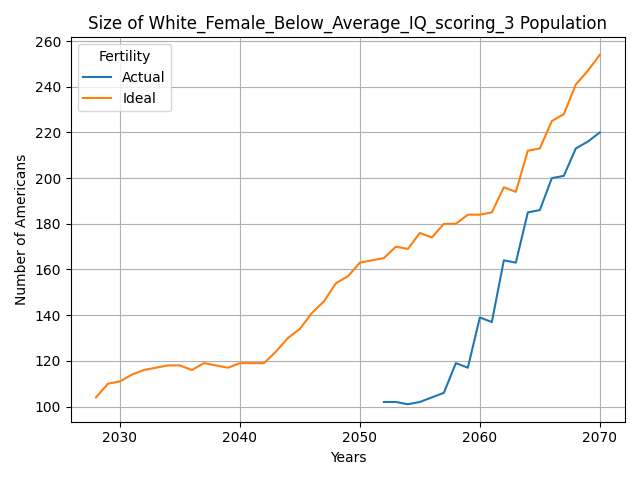 Size of White_Female_Below_Average_IQ_scoring_3 Population
Fertility
Actual
Ideal
Number of Americans
260
240
220
200
180
160
140
120
100
2030 2040 2050 2060 2070
Years